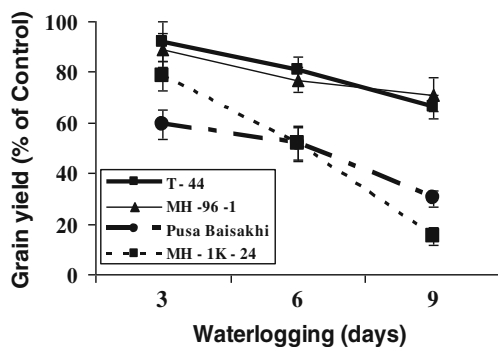 Grain yield (% of Control)
100
80
60
40
20
0
T - 44
MH -96 -1
Pusa Baisakhi
MH - 1K - 24
3 6 9
Waterlogging (days)